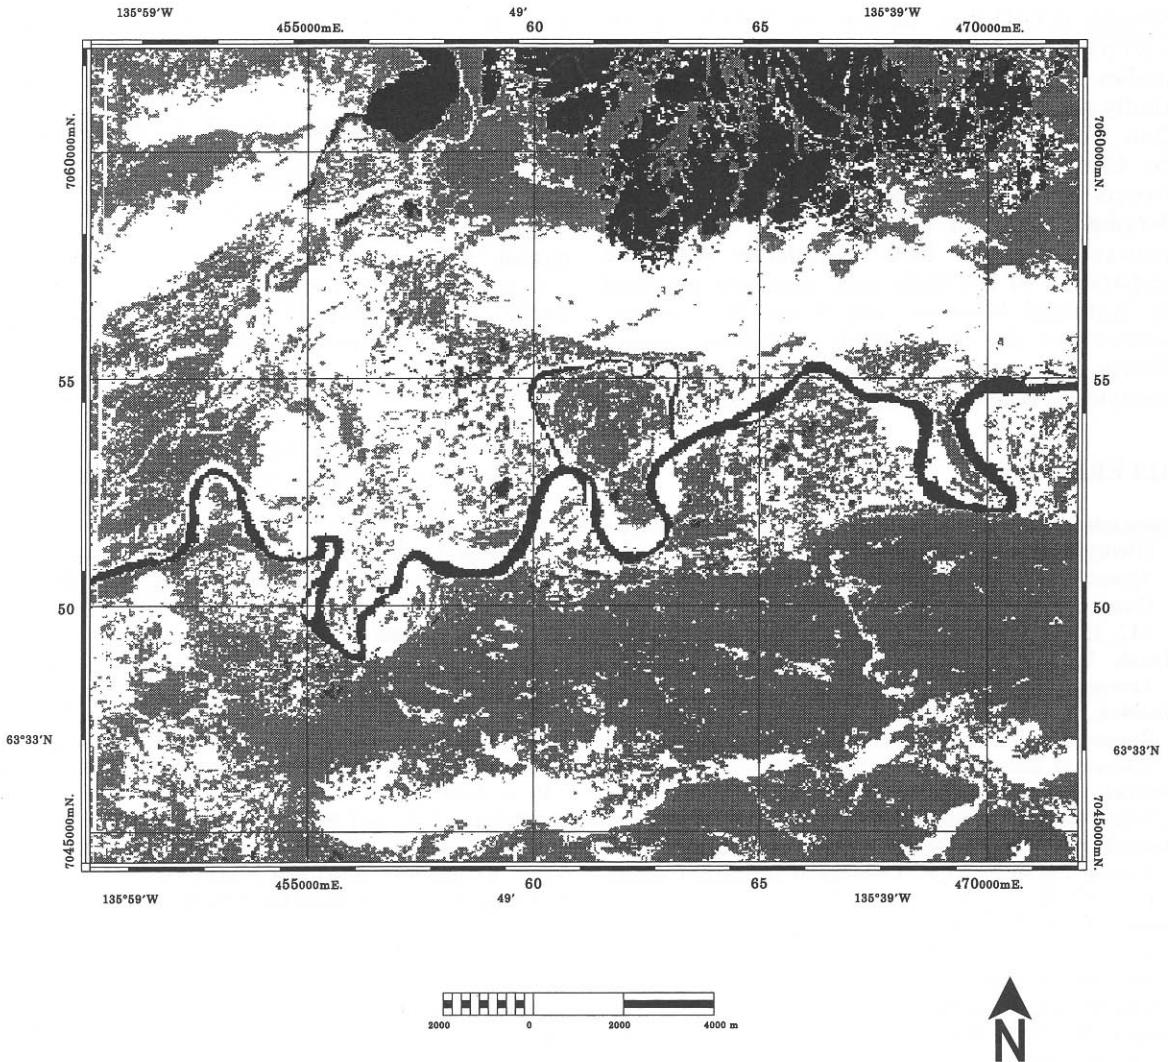 135°59'W 49' 135°39'W
455000mE. 60 65 470000mE.
7060000mN. 7060000mN.
55 55
50 50
63°33'N 63°33'N
7045000mN. 7045000mN.
455000mE. 60 65 470000mE.
135°59'W 49' 135°39'W
2000 0 2000 4000 m
N